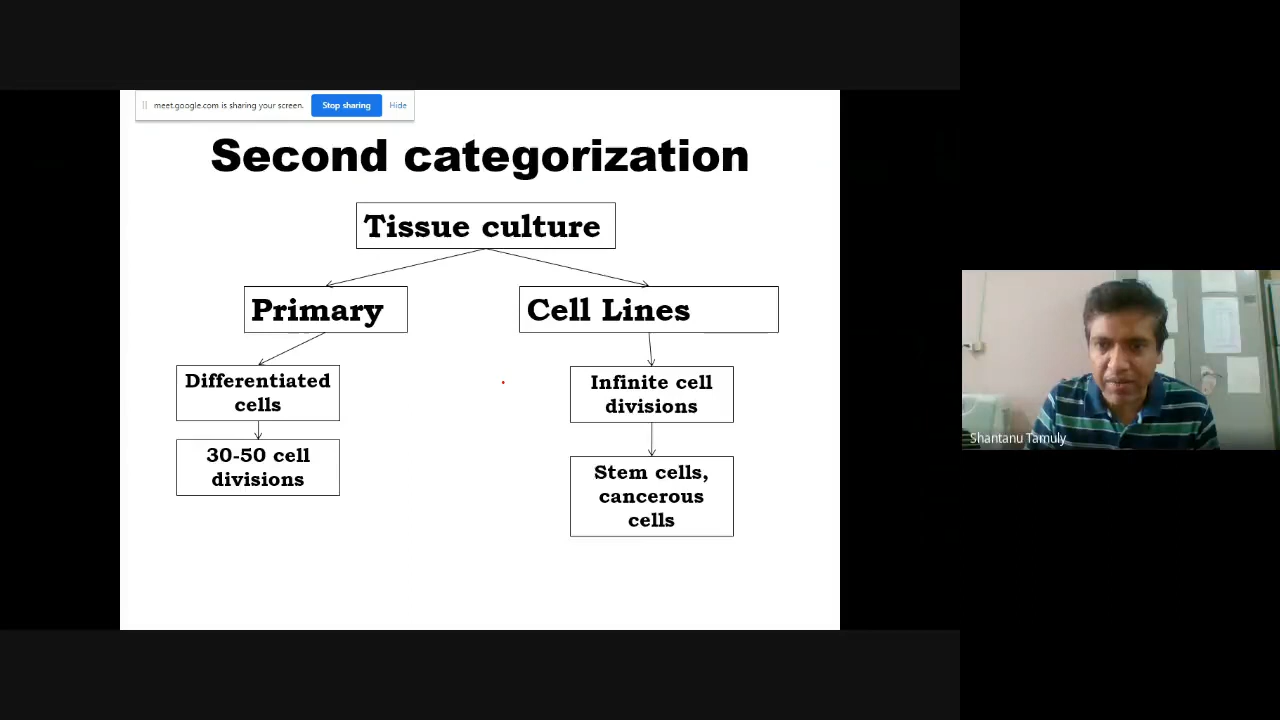 meet.google.com is sharing your screen.
Stop sharing
Hide
Second categorization
Tissue culture
Primary
Cell Lines
Differentiated
cells
30-50 cell
divisions
Infinite cell
divisions
Stem cells,
cancerous
cells
Shantanu Tamuly